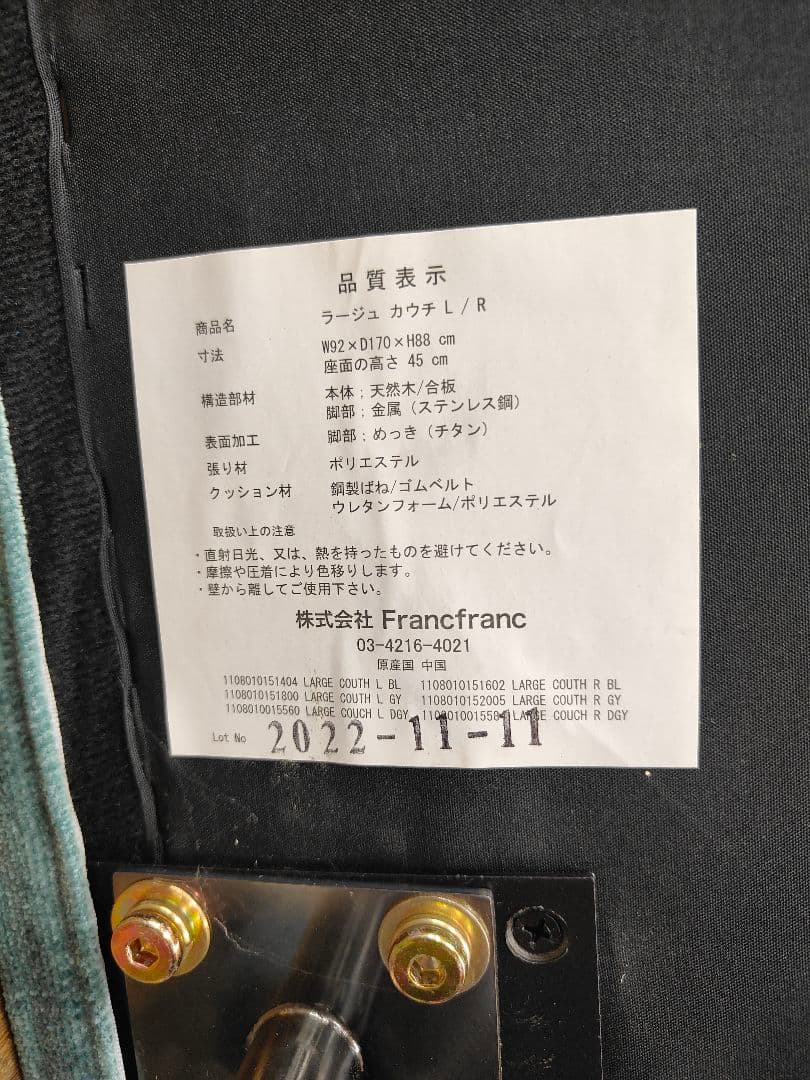 品質表示
商品名 ラージュ カウチ L / R
寸法 W92×D170×H88 cm
座面の高さ 45 cm
構造部材 本体；天然木/合板
脚部；金属（ステンレス鋼）
表面加工 脚部；めっき（チタン）
張り材 ポリエステル
クッション材 鋼製ばね/ゴムベルト
ウレタンフォーム/ポリエステル
取扱い上の注意
・直射日光、又は、熱を持ったものを避けてください。
・摩擦や圧着により色移りします。
・壁から離してご使用下さい。
株式会社 Francfranc
03-4216-4021
原産国 中国
1108010151404 LARGE COUTH L BL 1108010151602 LARGE COUTH R BL
1108010151800 LARGE COUTH L GY 1108010152005 LARGE COUTH R GY
1108010015560 LARGE COUCH L DGY LARGE COUCH R DGY
Lot No 2022-11-11